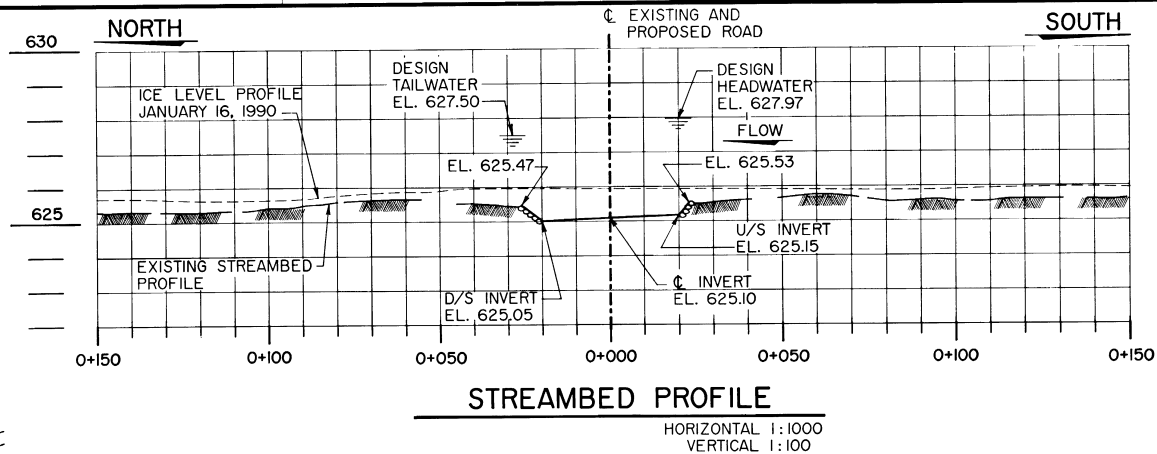 NORTH
℄ EXISTING AND
PROPOSED ROAD
SOUTH
630
DESIGN
TAILWATER
EL. 627.50
DESIGN
HEADWATER
EL. 627.97
ICE LEVEL PROFILE
JANUARY 16, 1990
FLOW
EL. 625.47
EL. 625.53
625
U/S INVERT
EL. 625.15
EXISTING STREAMBED
PROFILE
℄ INVERT
EL. 625.10
D/S INVERT
EL. 625.05
0+150 0+100 0+050 0+000 0+050 0+100 0+150
STREAMBED PROFILE
HORIZONTAL 1:1000
VERTICAL 1:100